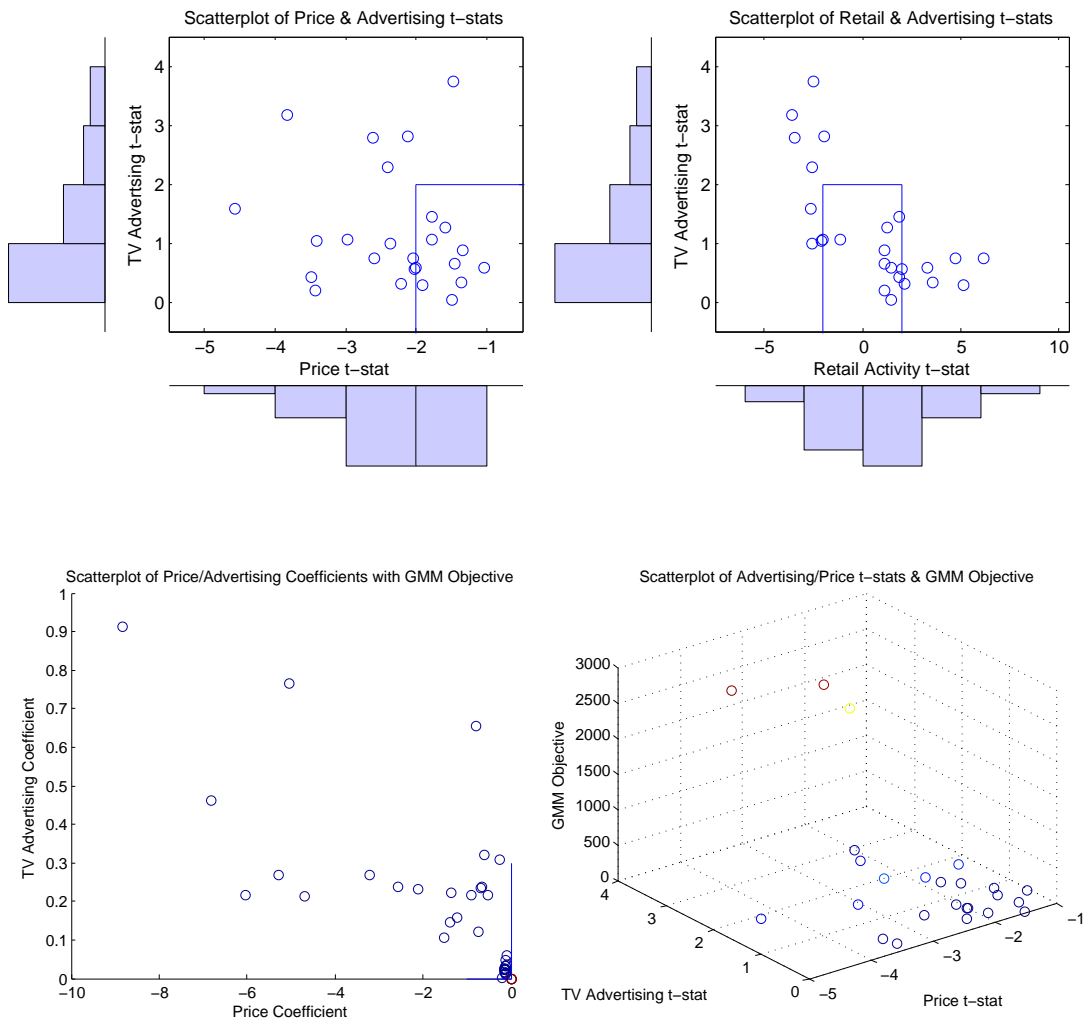 Scatterplot of Price & Advertising t−stats
TV Advertising t−stat
4
3
2
1
0
−5 −4 −3 −2 −1
Price t−stat
Scatterplot of Retail & Advertising t−stats
TV Advertising t−stat
4
3
2
1
0
−5 0 5 10
Retail Activity t−stat
Scatterplot of Price/Advertising Coefficients with GMM Objective
TV Advertising Coefficient
1
0.9
0.8
0.7
0.6
0.5
0.4
0.3
0.2
0.1
0
−10 −8 −6 −4 −2 0
Price Coefficient
Scatterplot of Advertising/Price t−stats & GMM Objective
GMM Objective
3000
2500
2000
1500
1000
500
0
4
3
2
1
0
TV Advertising t−stat
−5
−4
−3
−2
−1
Price t−stat